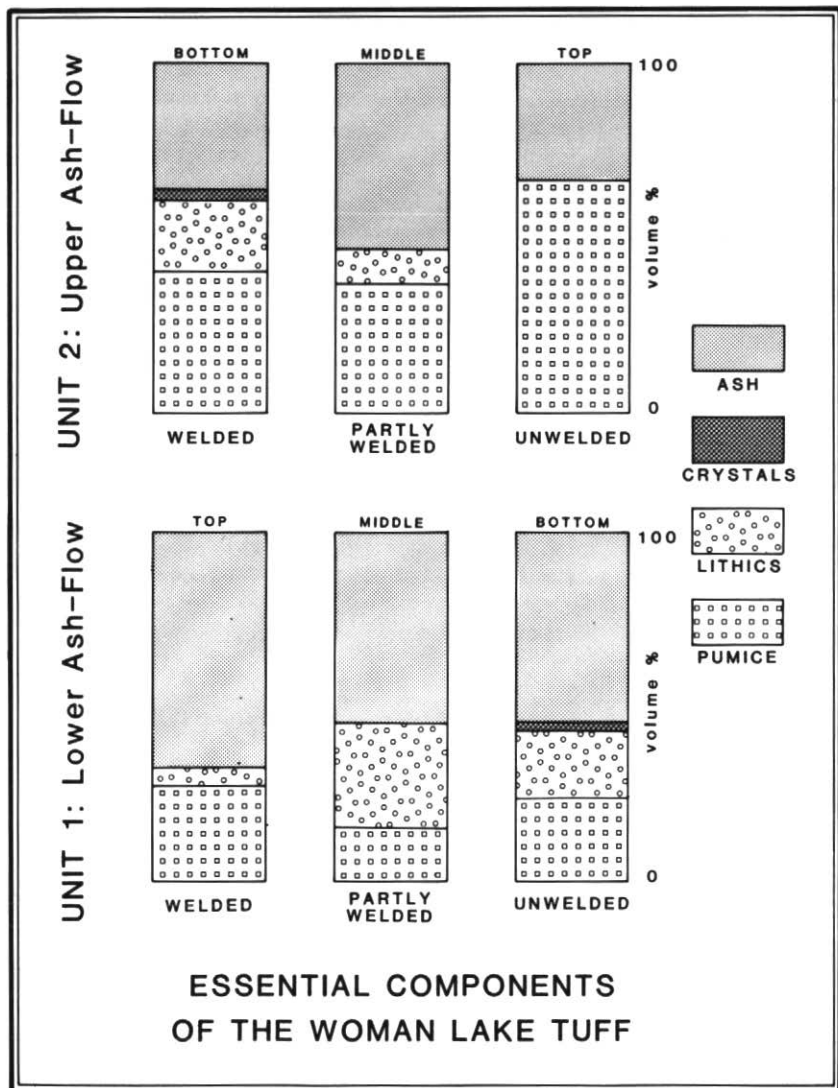 UNIT 2: Upper Ash-Flow
BOTTOM
MIDDLE
TOP
100
volume %
0
WELDED
PARTLY
WELDED
UNWELDED
ASH
CRYSTALS
LITHICS
PUMICE
UNIT 1: Lower Ash-Flow
TOP
MIDDLE
BOTTOM
100
volume %
0
WELDED
PARTLY
WELDED
UNWELDED
ESSENTIAL COMPONENTS
OF THE WOMAN LAKE TUFF